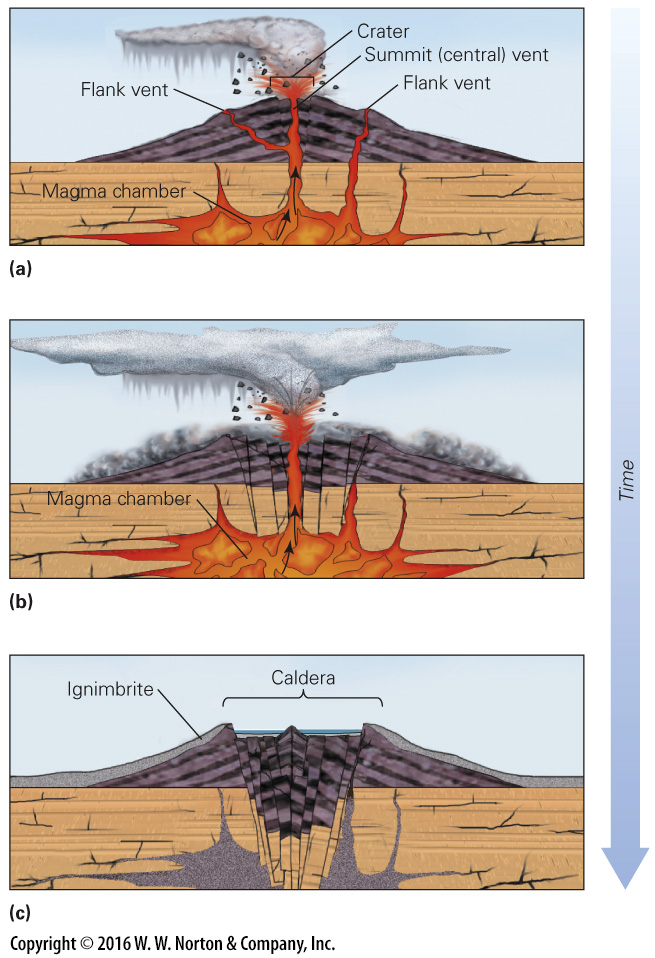 Crater
Summit (central) vent
Flank vent
Flank vent
Magma chamber
(a)
Magma chamber
(b)
Time
Caldera
Ignimbrite
(c)
Copyright © 2016 W. W. Norton & Company, Inc.